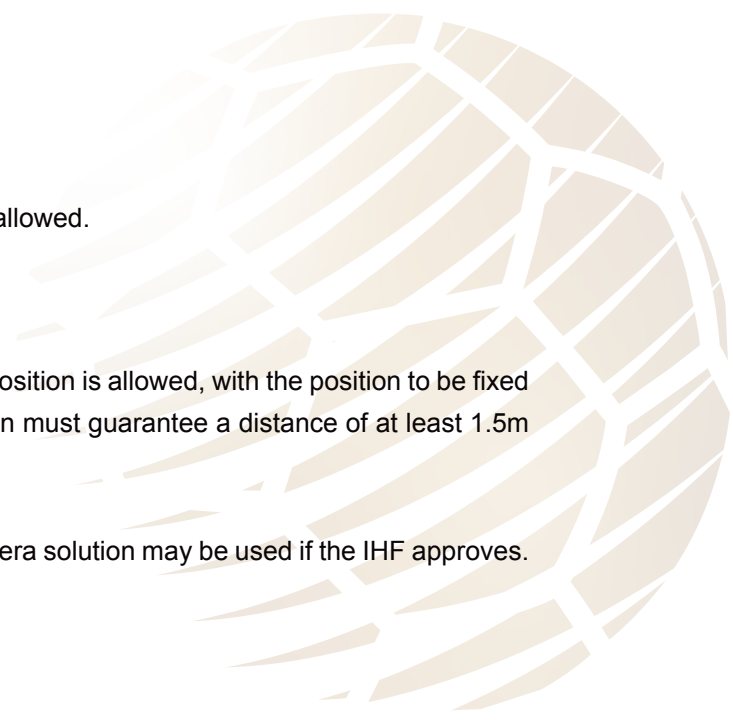 allowed.
osition is allowed, with the position to be fixed
n must guarantee a distance of at least 1.5m
era solution may be used if the IHF approves.